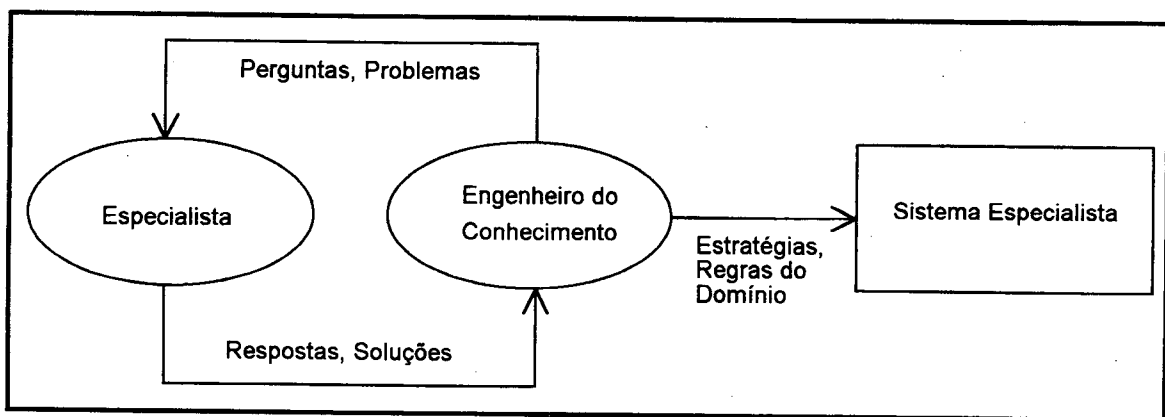 Perguntas, Problemas
Especialista
Engenheiro do
Conhecimento
Sistema Especialista
Estratégias,
Regras do
Domínio
Respostas, Soluções